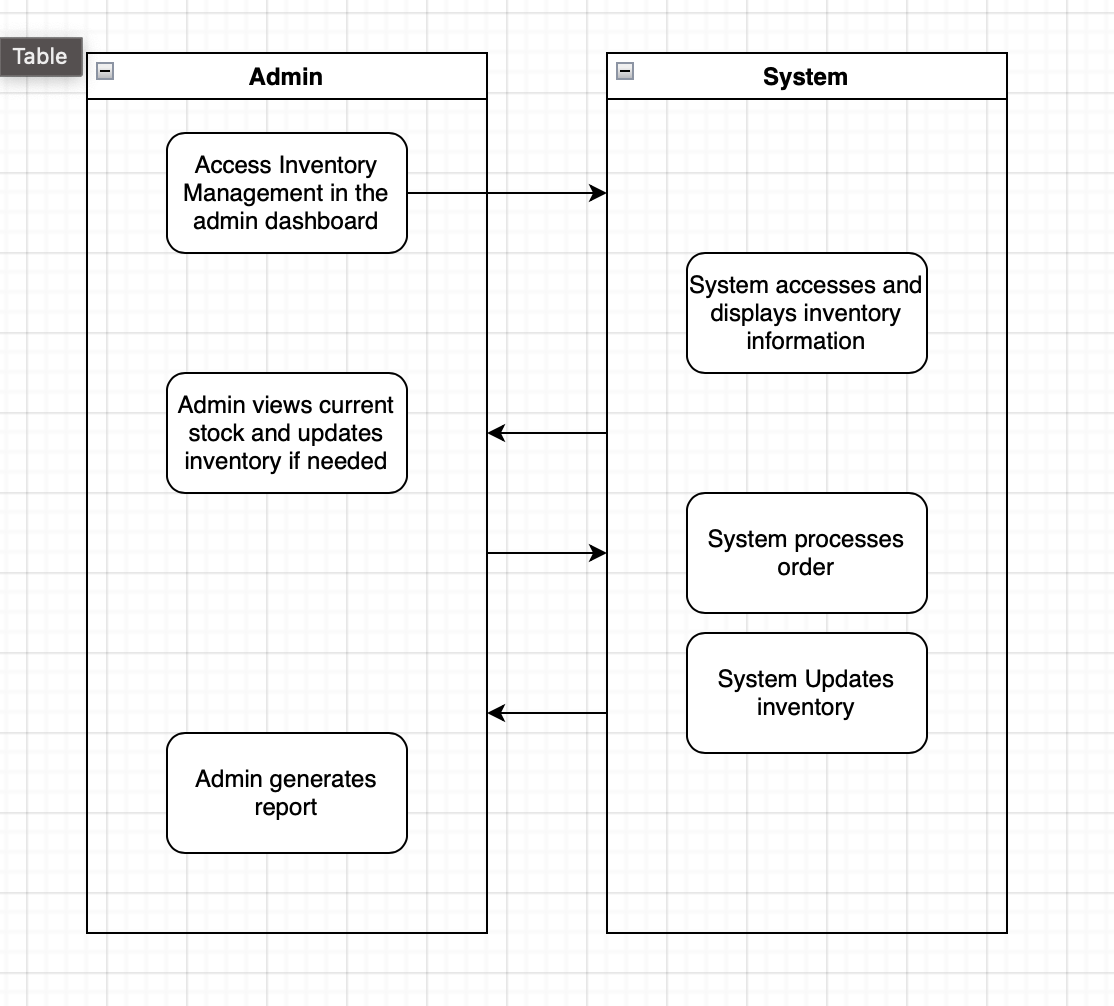 Table
Admin
System
Access Inventory
Management in the
admin dashboard
System accesses and
displays inventory
information
Admin views current
stock and updates
inventory if needed
System processes
order
System Updates
inventory
Admin generates
report